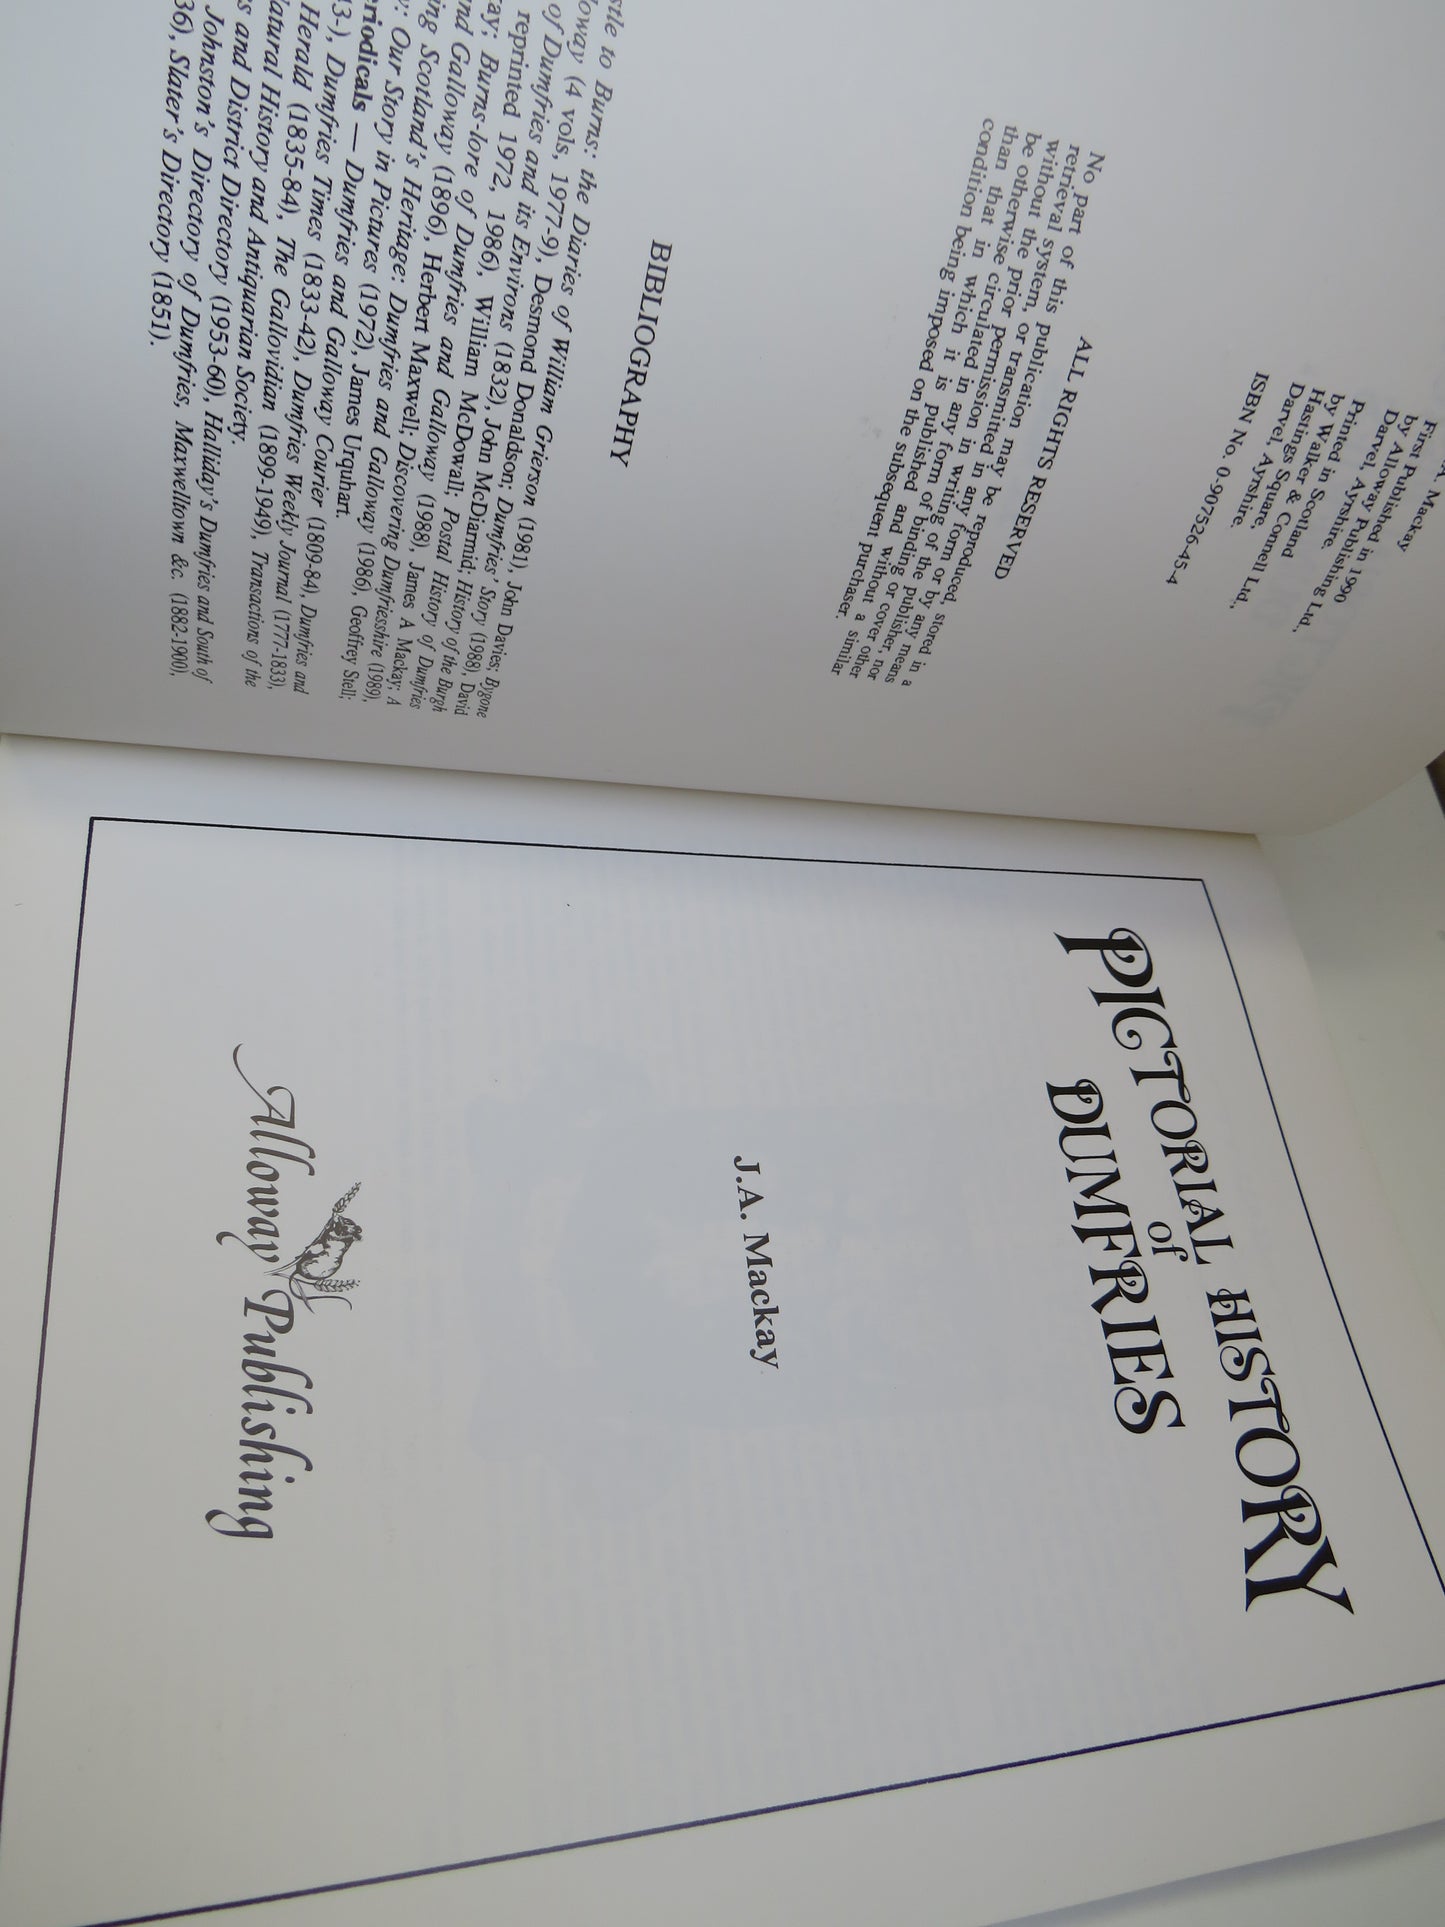 Mackay
First Published in 1990
by Alloway Publishing Ltd,
Darvel, Ayrshire.
Printed in Scotland
by Walker & Connell Ltd.,
Hastings Square,
Darvel, Ayrshire.
ISBN No. 0-907526-45-4
ALL RIGHTS RESERVED
No part of this publication may be reproduced, stored in a
retrieval system, or transmitted in any form or by any means
without the prior permission in writing of the publisher, nor
be otherwise circulated in any form of binding or cover other
than that in which it is published and without a similar
condition being imposed on the subsequent purchaser.
BIBLIOGRAPHY
to Burns: the Diaries of William Grierson (1981), John Davies; Bygone
(4 vols, 1977-9), Desmond Donaldson; Dumfries' Story (1988), David
of Dumfries and its Environs (1832), John McDiarmid; History of the Burgh
reprinted 1972, 1986), William McDowall; Postal History of Dumfries
Burns-lore of Dumfries and Galloway (1988), James A Mackay; A
and Galloway (1896), Herbert Maxwell; Discovering Dumfriesshire (1989),
Scotland's Heritage: Dumfries and Galloway (1986), Geoffrey Stell;
Our Story in Pictures (1972), James Urquhart.
— Dumfries and Galloway Courier (1809-84), Dumfries and
Dumfries Times (1833-42), Dumfries Weekly Journal (1777-1833),
Herald (1835-84), The Gallovidian (1899-1949), Transactions of the
Natural History and Antiquarian Society.
and District Directory (1953-60), Halliday's Dumfries and South of
Johnston's Directory of Dumfries, Maxwelltown &c. (1882-1900),
Slater's Directory (1851).
PICTORIAL HISTORY
of
DUMFRIES
J.A. Mackay
Alloway Publishing